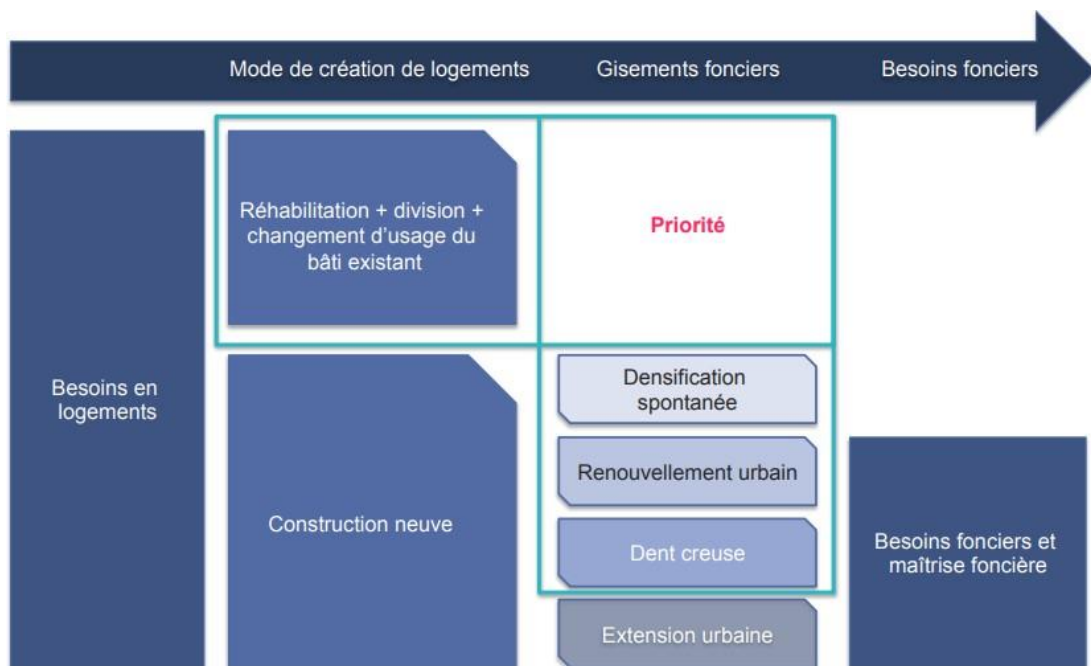 Mode de création de logements
Gisements fonciers
Besoins fonciers
Besoins en
logements
Réhabilitation + division +
changement d'usage du
bâti existant
Priorité
Construction neuve
Densification
spontanée
Renouvellement urbain
Dent creuse
Extension urbaine
Besoins fonciers et
maîtrise foncière